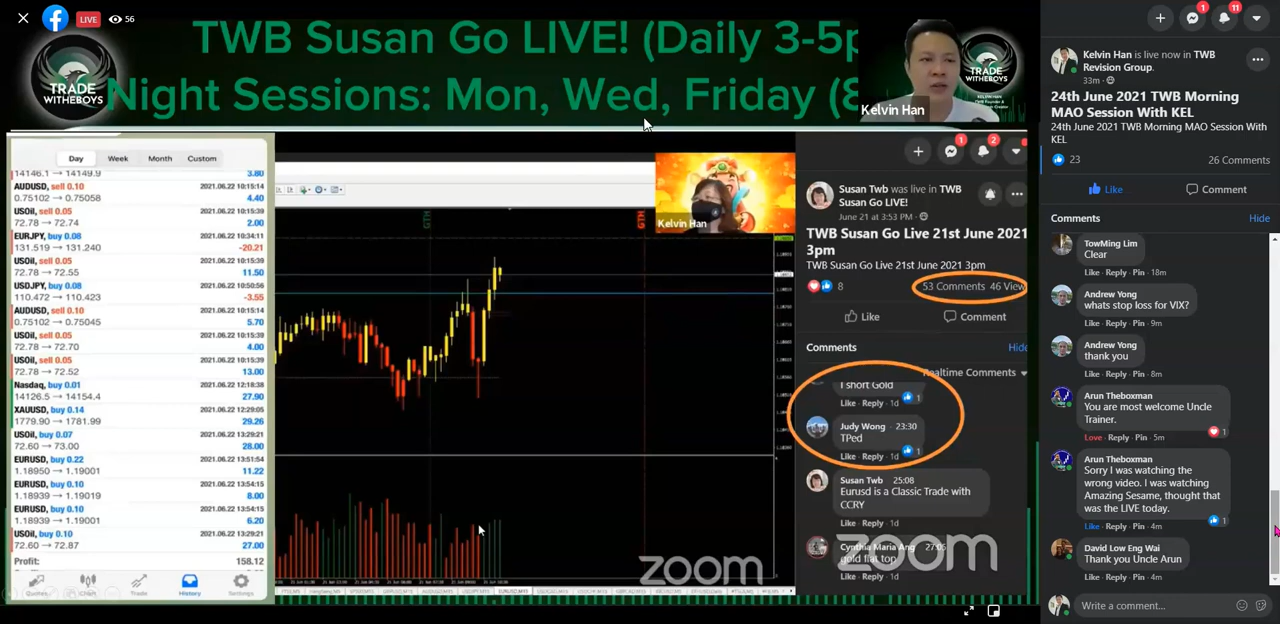 LIVE
56
TWB Susan Go LIVE! (Daily 3-5p
Night Sessions: Mon, Wed, Friday (8
TRADE
WITHEBOYS
Kelvin Han
Day Week Month Custom
14146.1 → 14149.9 3.80
AUDUSD, sell 0.10 2021.06.22 10:15:14
0.75102 → 0.75058 4.40
USOil, sell 0.05 2021.06.22 10:15:39
72.78 → 72.74 2.00
EURJPY, buy 0.08 2021.06.22 10:34:11
131.519 → 131.240 -20.21
USOil, sell 0.05 2021.06.22 10:15:39
72.78 → 72.55 11.50
USDJPY, buy 0.08 2021.06.22 10:50:56
110.472 → 110.423 -3.55
AUDUSD, sell 0.10 2021.06.22 10:15:14
0.75102 → 0.75045 5.70
USOil, sell 0.05 2021.06.22 10:15:39
72.78 → 72.70 4.00
USOil, sell 0.05 2021.06.22 10:15:39
72.78 → 72.52 13.00
Nasdaq, buy 0.01 2021.06.22 12:18:38
14126.5 → 14154.4 27.90
XAUUSD, buy 0.14 2021.06.22 12:29:05
1779.90 → 1781.99 29.26
USOil, buy 0.07 2021.06.22 13:29:21
72.60 → 73.00 28.00
EURUSD, buy 0.22 2021.06.22 13:51:54
1.18950 → 1.19001 11.22
EURUSD, buy 0.10 2021.06.22 13:54:15
1.18939 → 1.19019 8.00
EURUSD, buy 0.10 2021.06.22 13:54:15
1.18939 → 1.19001 6.20
USOil, buy 0.10 2021.06.22 13:29:21
72.60 → 72.87 27.00
Profit: 158.12
Quotes Chart Trade History Settings
GTM
GTM
Kelvin Han
zoom
1
2
Susan Twb was live in TWB
Susan Go LIVE!
June 21 at 3:53 PM
TWB Susan Go Live 21st June 2021
3pm
TWB Susan Go Live 21st June 2021 3pm
8
53 Comments 46 View
Like Comment
Comments Hide
Realtime Comments
I short Gold
Like · Reply · 1d 1
Judy Wong · 23:30
TPed
Like · Reply · 1d 1
Susan Twb 25:08
Eurusd is a Classic Trade with
CCRY
Like · Reply · 1d
Cynthia Maria Ang 27:05
gold flat top
Like · Reply · 1d
zoom
1
11
Kelvin Han is live now in TWB
Revision Group.
33m
24th June 2021 TWB Morning
MAO Session With KEL
24th June 2021 TWB Morning MAO Session With
KEL
23
26 Comments
Like Comment
Comments Hide
TowMing Lim
Clear
Like · Reply · Pin · 18m
Andrew Yong
whats stop loss for VIX?
Like · Reply · Pin · 9m
Andrew Yong
thank you
Like · Reply · Pin · 8m
Arun Theboxman
You are most welcome Uncle
Trainer.
1
Love · Reply · Pin · 5m
Arun Theboxman
Sorry I was watching the
wrong video. I was watching
Amazing Sesame, thought that
was the LIVE today.
1
Like · Reply · Pin · 4m
David Low Eng Wai
Thank you Uncle Arun
Like · Reply · Pin · 4m
Write a comment...